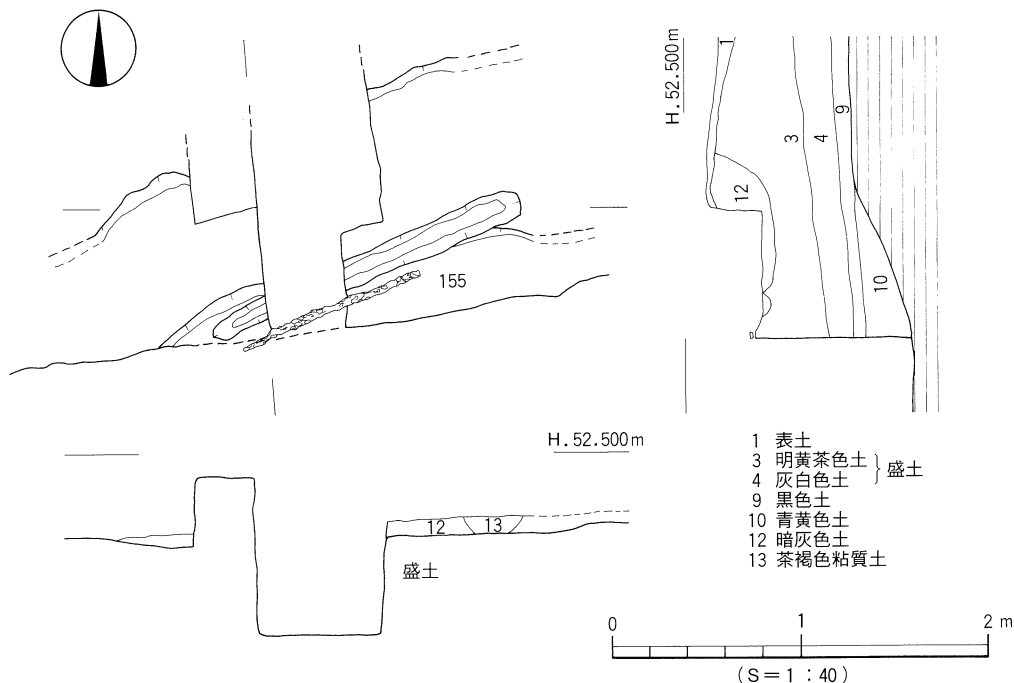 H.52.500m
1
3
4
9
12
10
155
H.52.500m
12
13
盛土
1 表土
3 明黄茶色土
4 灰白色土
} 盛土
9 黒色土
10 青黄色土
12 暗灰色土
13 茶褐色粘質土
0 1 2 m
(S=1:40)